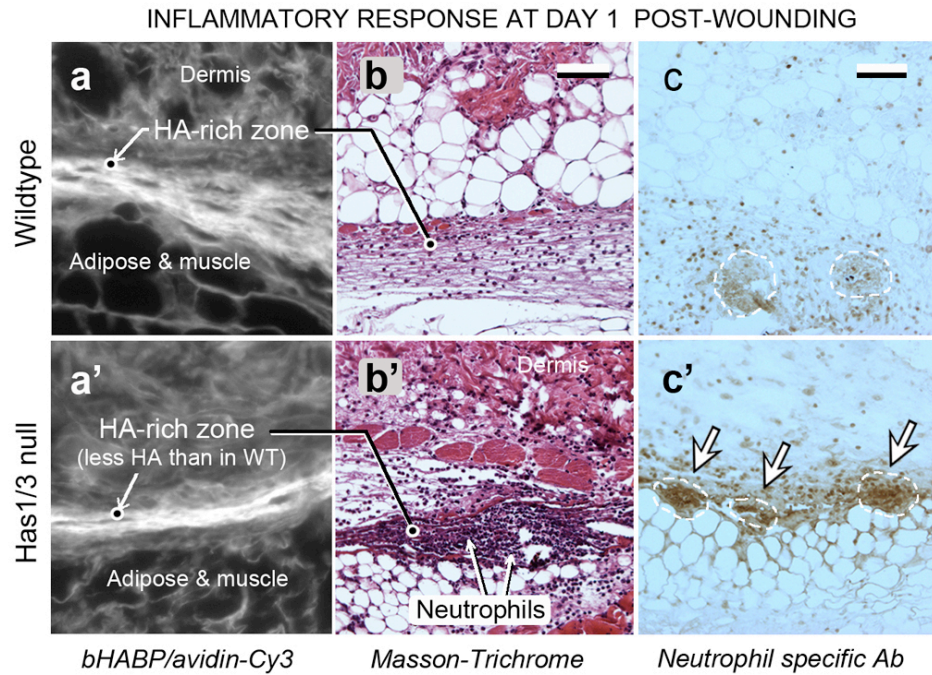 INFLAMMATORY RESPONSE AT DAY 1 POST-WOUNDING
Wildtype
a
Dermis
HA-rich zone
Adipose & muscle
b
c
Has1/3 null
a’
HA-rich zone
(less HA than in WT)
Adipose & muscle
b’
Dermis
Neutrophils
c’
bHABP/avidin-Cy3
Masson-Trichrome
Neutrophil specific Ab